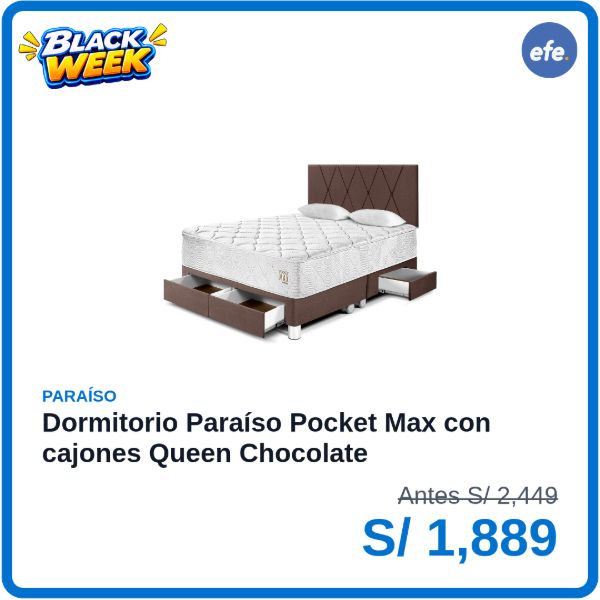 BLACK
WEEK
efe.
PARAÍSO
Dormitorio Paraíso Pocket Max con
cajones Queen Chocolate
Antes S/ 2,449
S/ 1,889